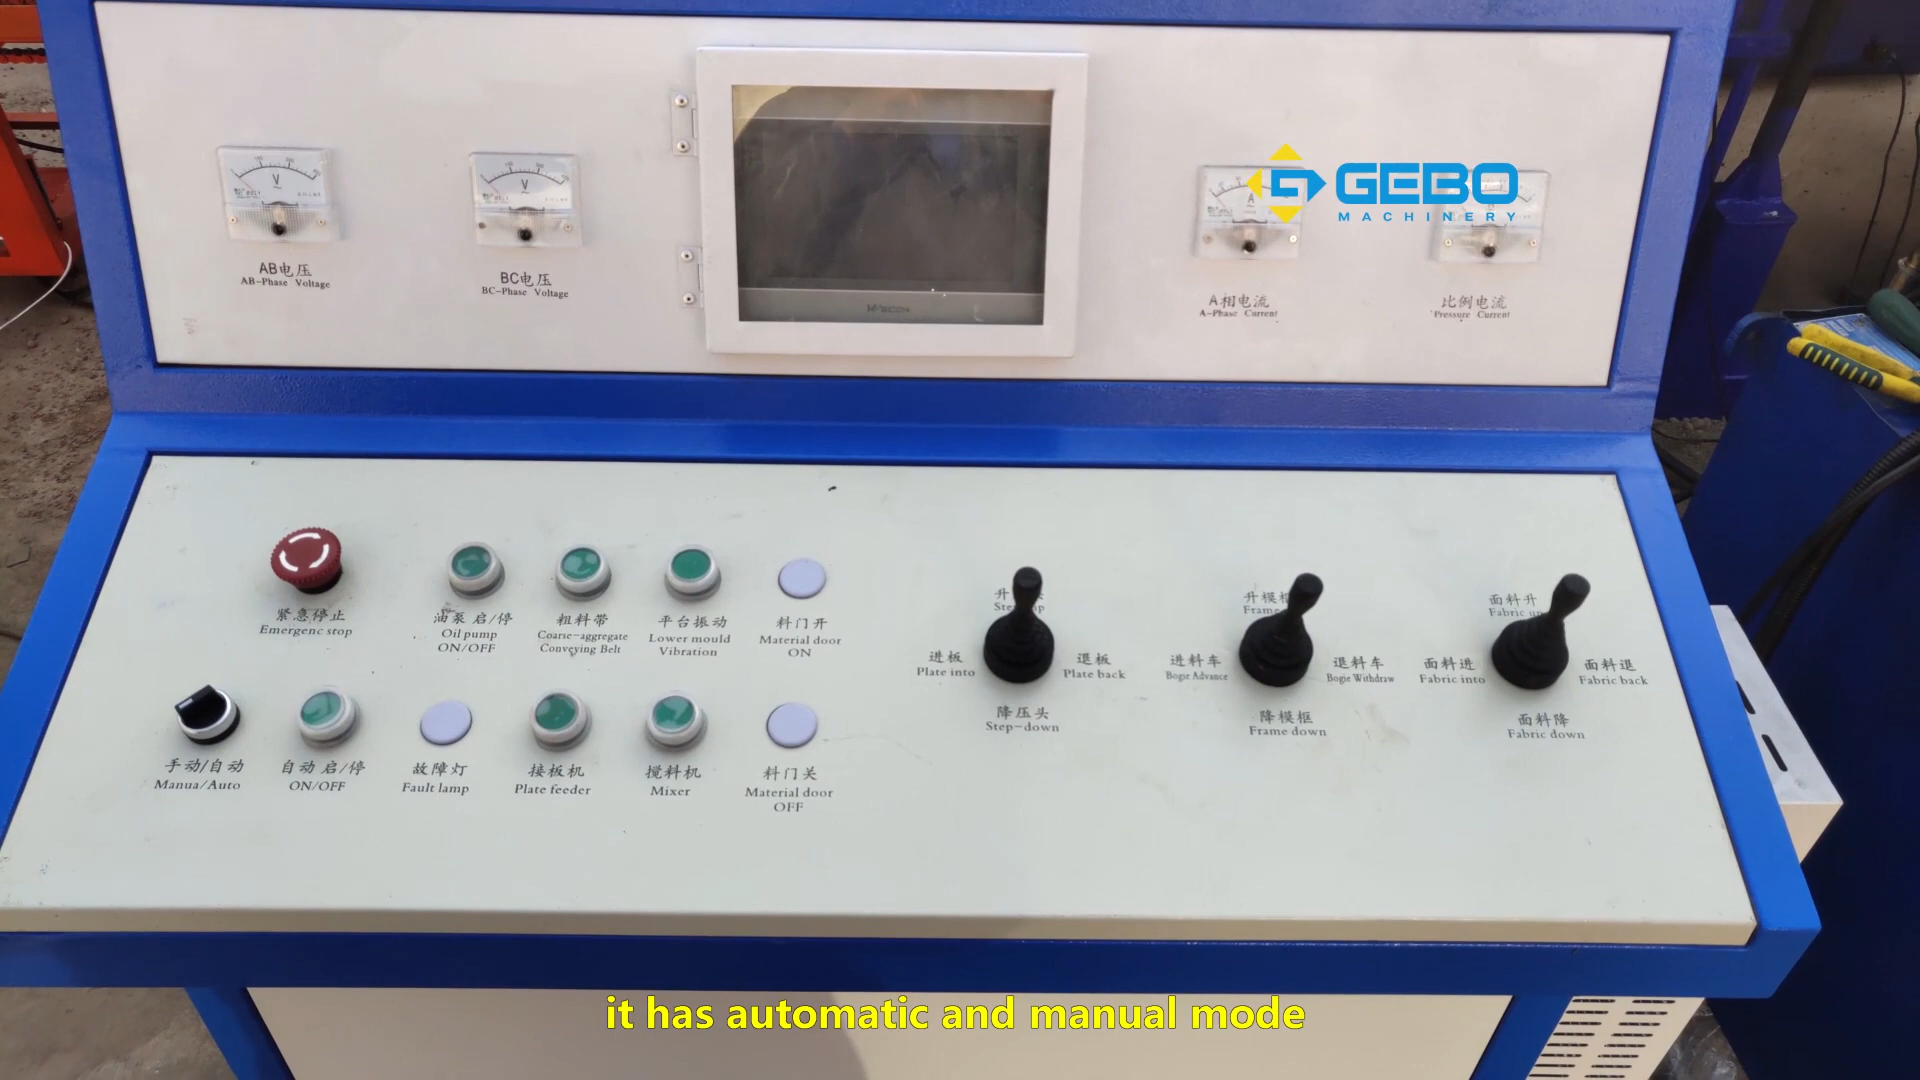 V
V
A
GEBO
MACHINERY
AB电压
AB-Phase Voltage
BC电压
BC-Phase Voltage
A相电流
A-Phase Current
比例电流
Pressure Current
紧急停止
Emergenc stop
油泵 启/停
Oil pump
ON/OFF
粗料带
Coarse-aggregate
Conveying Belt
平台振动
Lower mould
Vibration
料门开
Material door
ON
手动/自动
Manua/Auto
自动 启/停
ON/OFF
故障灯
Fault lamp
接板机
Plate feeder
搅料机
Mixer
料门关
Material door
OFF
升
进板
Plate into
退板
Plate back
降压头
Step-down
升模
Frame
进料车
Bogie Advance
退料车
Bogie Withdraw
降模框
Frame down
面料升
Fabric up
面料进
Fabric into
面料退
Fabric back
面料降
Fabric down
it has automatic and manual mode